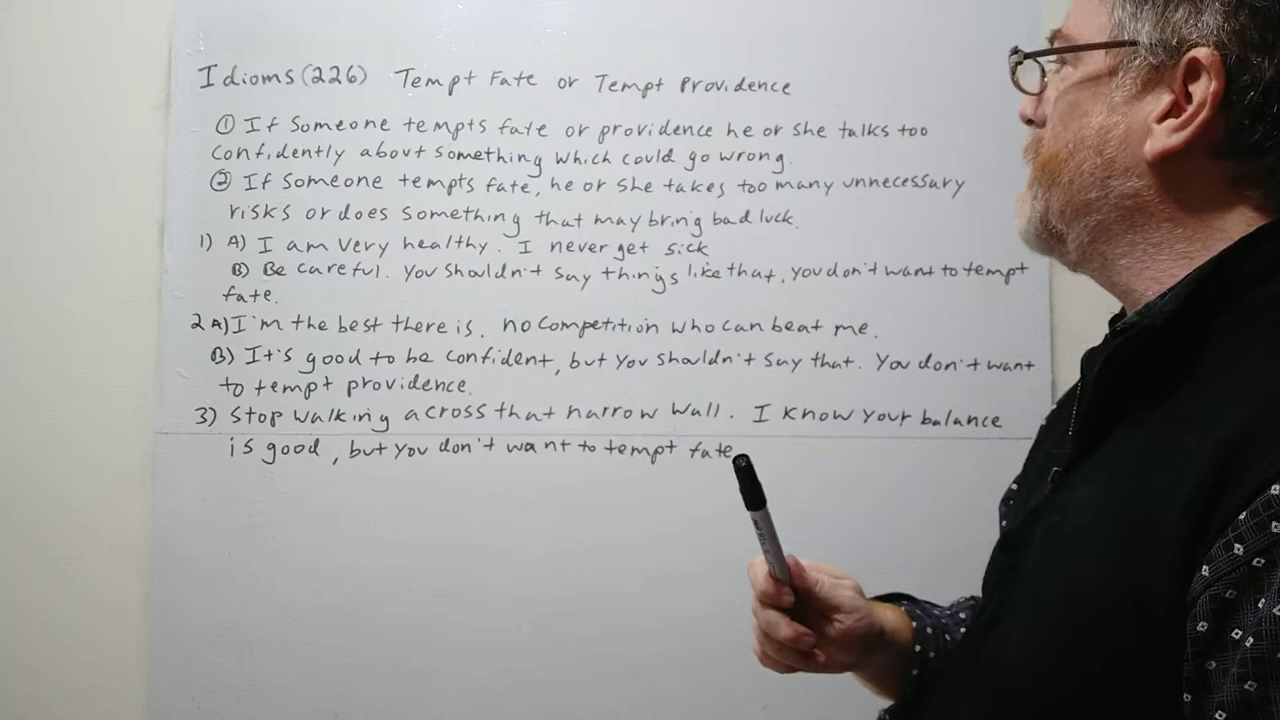 Idioms (226) Tempt Fate or Tempt Providence
① If someone tempts fate or providence he or she talks too
confidently about something which could go wrong.
② If someone tempts fate, he or she takes too many unnecessary
risks or does something that may bring bad luck.
1) A) I am very healthy. I never get sick
B) Be careful. You shouldn't say things like that, you don't want to tempt
fate.
2 A) I'm the best there is. no competition who can beat me.
B) It's good to be confident, but you shouldn't say that. You don't want
to tempt providence.
3) Stop walking across that narrow wall. I know your balance
is good, but you don't want to tempt fate.